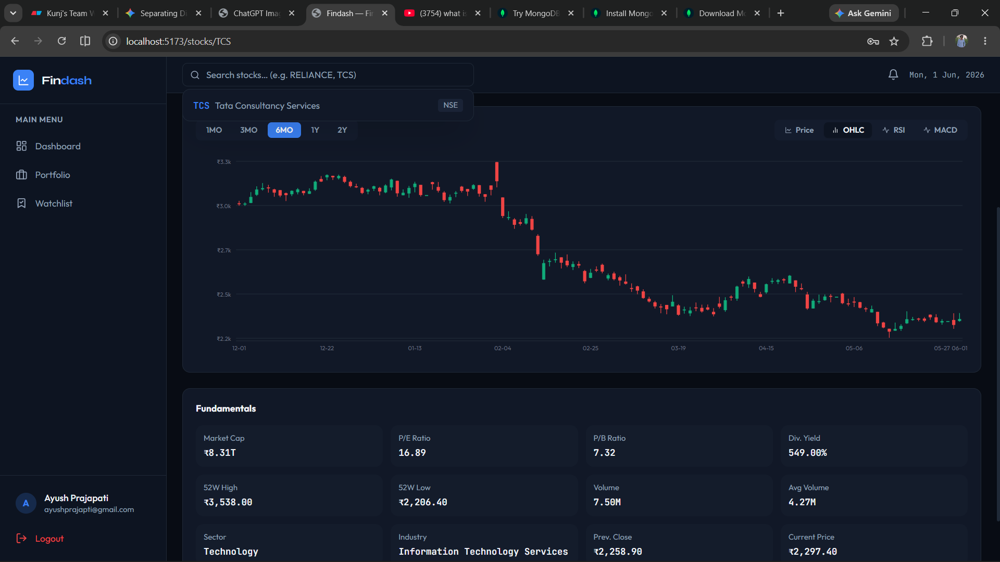 Kunj's Team W
Separating Di
ChatGPT Imag
Findash — Fin
(3754) what is
Try MongoDB
Install Mongo
Download Mo
Ask Gemini
localhost:5173/stocks/TCS
Findash
Search stocks... (e.g. RELIANCE, TCS)
Mon, 1 Jun, 2026
TCS Tata Consultancy Services NSE
MAIN MENU
Dashboard
Portfolio
Watchlist
1MO 3MO 6MO 1Y 2Y
Price OHLC RSI MACD
₹3.3k
₹3.0k
₹2.7k
₹2.5k
₹2.2k
12-01 12-22 01-13 02-04 02-25 03-19 04-15 05-06 05-27 06-01
Fundamentals
Market Cap
₹8.31T
P/E Ratio
16.89
P/B Ratio
7.32
Div. Yield
549.00%
52W High
₹3,538.00
52W Low
₹2,206.40
Volume
7.50M
Avg Volume
4.27M
Sector
Technology
Industry
Information Technology Services
Prev. Close
₹2,258.90
Current Price
₹2,297.40
A
Ayush Prajapati
ayushprajapti@gmail.com
Logout